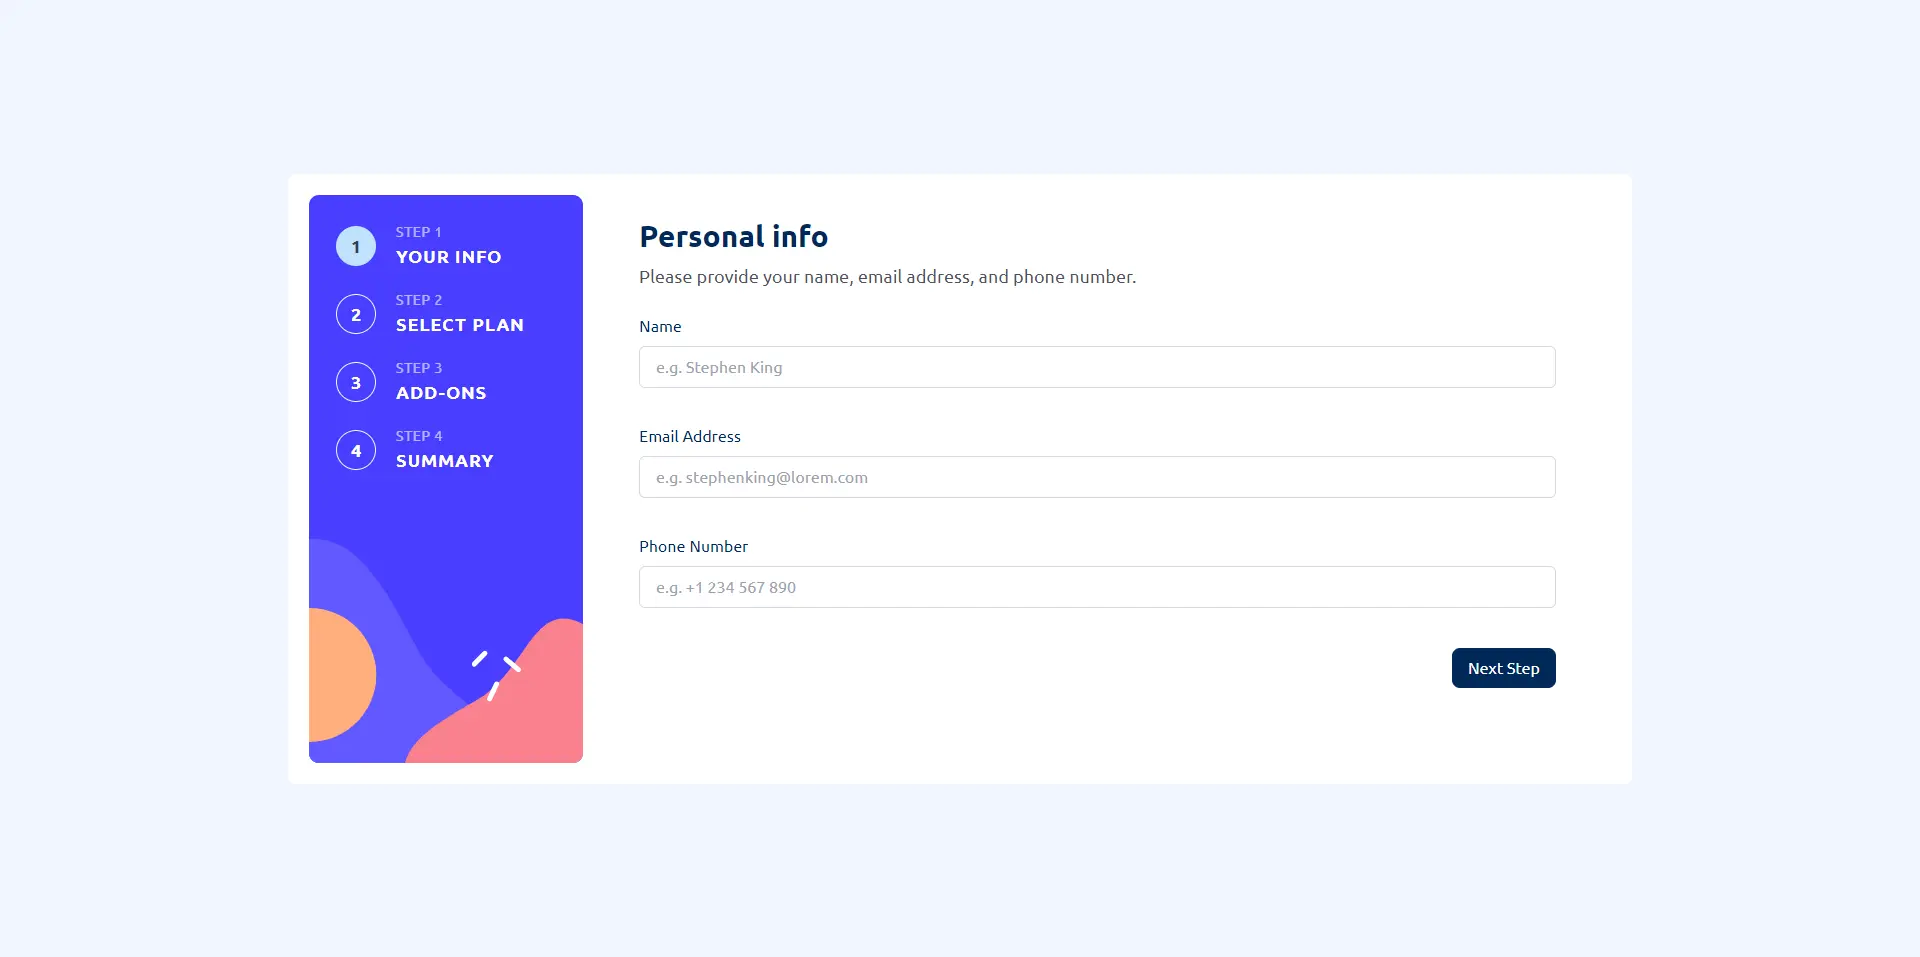 1
STEP 1
YOUR INFO
2
STEP 2
SELECT PLAN
3
STEP 3
ADD-ONS
4
STEP 4
SUMMARY
Personal info
Please provide your name, email address, and phone number.
Name
e.g. Stephen King
Email Address
e.g. stephenking@lorem.com
Phone Number
e.g. +1 234 567 890
Next Step